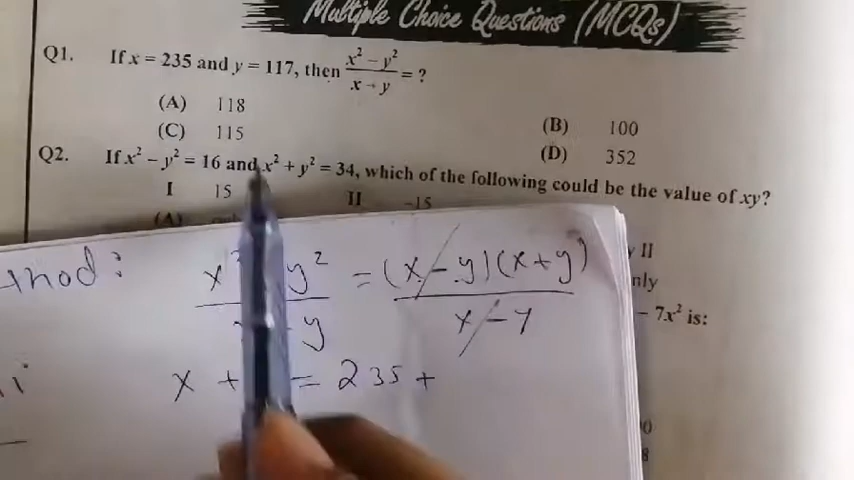 Multiple Choice Questions (MCQs)
Q1. If x = 235 and y = 117, then x² – y² / x – y = ?
(A) 118
(B) 100
(C) 115
(D) 352
Q2. If x² – y² = 16 and x² + y² = 34, which of the following could be the value of xy?
I 15 II –15
(A)
II
– 7x² is:
y² = (x – y)(x + y)
y x – y
x + = 235 +